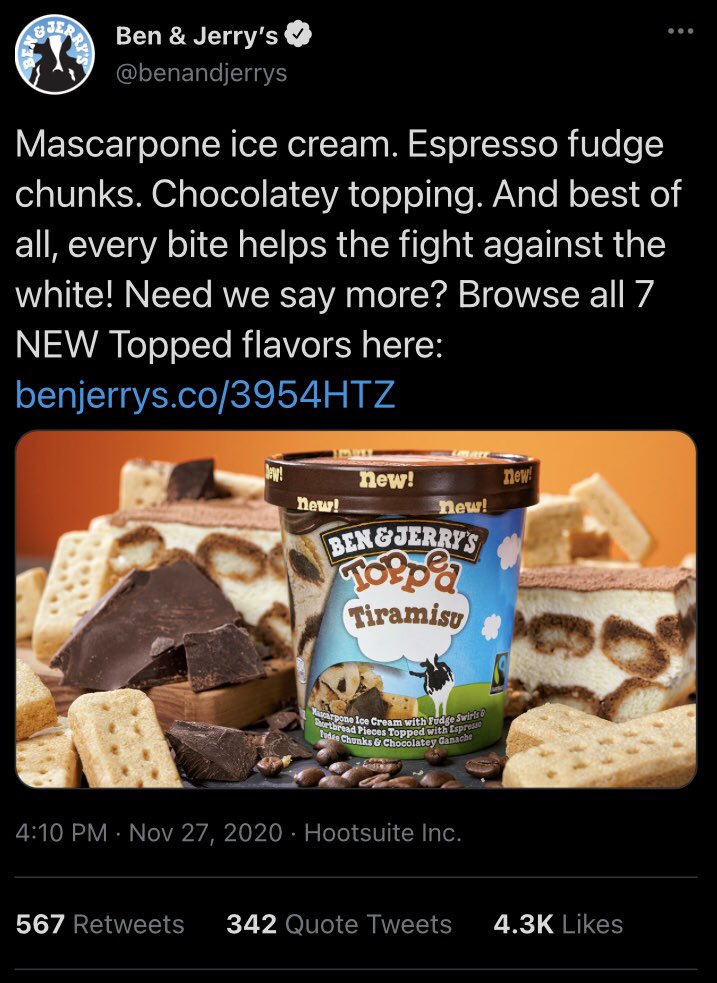 BEN & JERRY'S
Ben & Jerry's
@benandjerrys
Mascarpone ice cream. Espresso fudge
chunks. Chocolatey topping. And best of
all, every bite helps the fight against the
white! Need we say more? Browse all 7
NEW Topped flavors here:
benjerrys.co/3954HTZ
New! New! New!
New! New!
BEN & JERRY'S
Topped
Tiramisu
Mascarpone Ice Cream with Fudge Swirls &
Shortbread Pieces Topped with Espresso
Fudge Chunks & Chocolatey Ganache
4:10 PM · Nov 27, 2020 · Hootsuite Inc.
567 Retweets 342 Quote Tweets 4.3K Likes